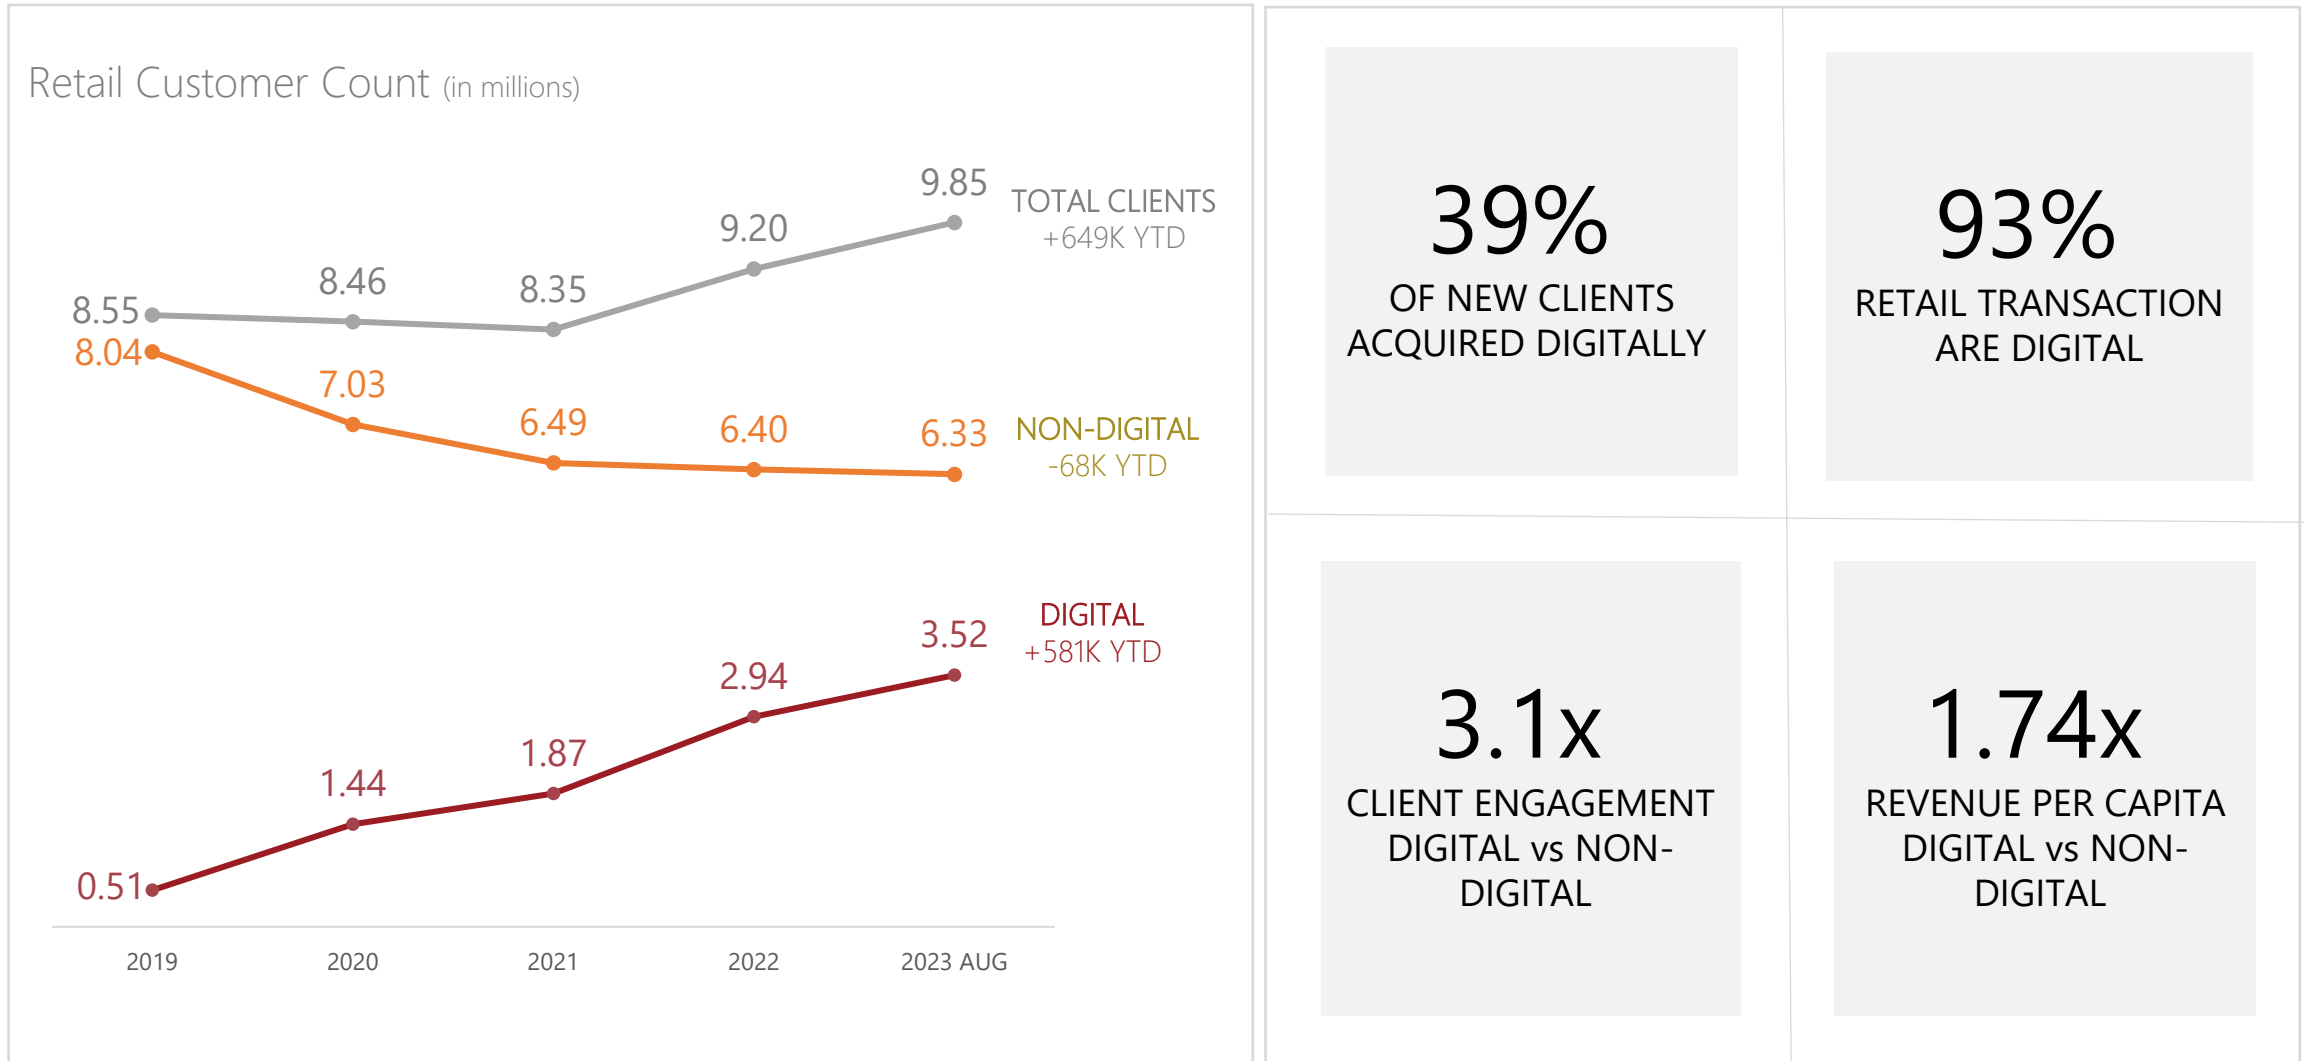 Retail Customer Count (in millions)
9.85
TOTAL CLIENTS
+649K YTD
9.20
8.55
8.46
8.35
8.04
7.03
6.49
6.40
6.33
NON-DIGITAL
-68K YTD
DIGITAL
+581K YTD
3.52
2.94
1.87
1.44
0.51
2019
2020
2021
2022
2023 AUG
39%
OF NEW CLIENTS
ACQUIRED DIGITALLY
93%
RETAIL TRANSACTION
ARE DIGITAL
3.1x
CLIENT ENGAGEMENT
DIGITAL vs NON-
DIGITAL
1.74x
REVENUE PER CAPITA
DIGITAL vs NON-
DIGITAL